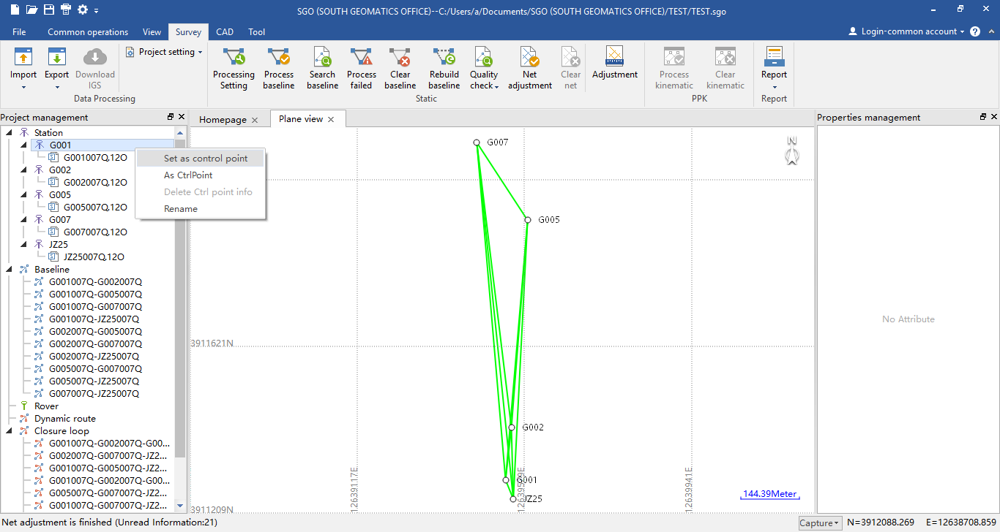 SGO (SOUTH GEOMATICS OFFICE)--C:/Users/a/Documents/SGO (SOUTH GEOMATICS OFFICE)/TEST/TEST.sgo
File Common operations View Survey CAD Tool Login-common account
Import Export Download IGS Project setting
Data Processing
Processing Setting Process baseline Search baseline Process failed Clear baseline Rebuild baseline Quality check Net adjustment Clear net Adjustment
Static
Process kinematic Clear kinematic
PPK
Report
Report
Project management
Station
G001
G001007Q.12O
G002
G002007Q.12O
G005
G005007Q.12O
G007
G007007Q.12O
JZ25
JZ25007Q.12O
Baseline
G001007Q-G002007Q
G001007Q-G005007Q
G001007Q-G007007Q
G001007Q-JZ25007Q
G002007Q-G005007Q
G002007Q-G007007Q
G002007Q-JZ25007Q
G005007Q-G007007Q
G005007Q-JZ25007Q
G007007Q-JZ25007Q
Rover
Dynamic route
Closure loop
G001007Q-G002007Q-G00...
G002007Q-G007007Q-JZ2...
G001007Q-G005007Q-JZ2...
G001007Q-G002007Q-G00...
G005007Q-G007007Q-JZ2...
G001007Q-G007007Q-JZ2...
Set as control point
As CtrlPoint
Delete Ctrl point info
Rename
Homepage Plane view
G007
G005
G002
G001
JZ25
N
3911621N
3911209N
12639117E
12639941E
144.39Meter
Properties management
No Attribute
Net adjustment is finished (Unread Information:21)
Capture N=3912088.269 E=12638708.859